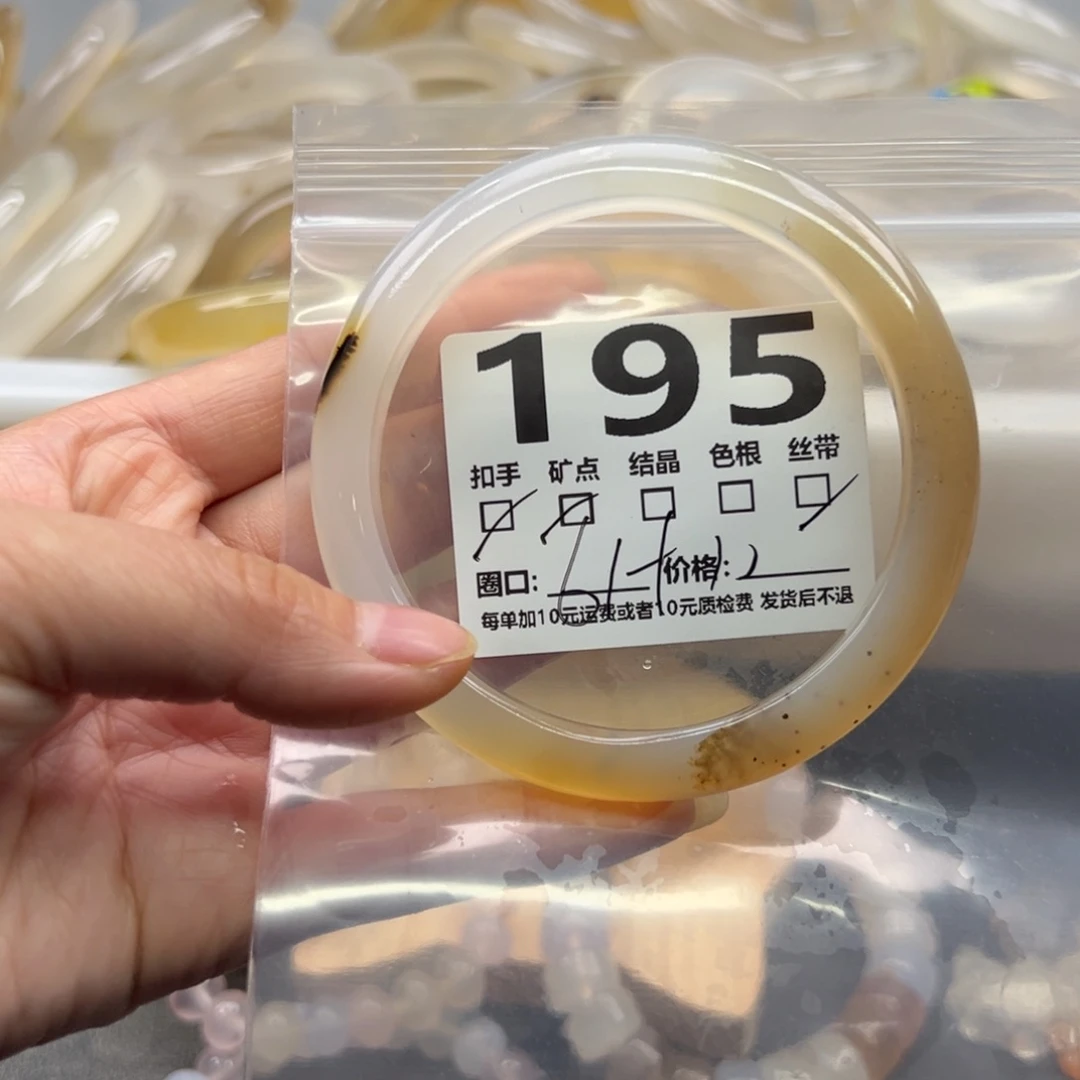 195
扣手 矿点 结晶 色根 丝带
圈口: 价格:
每单加10元运费或者10元质检费 发货后不退